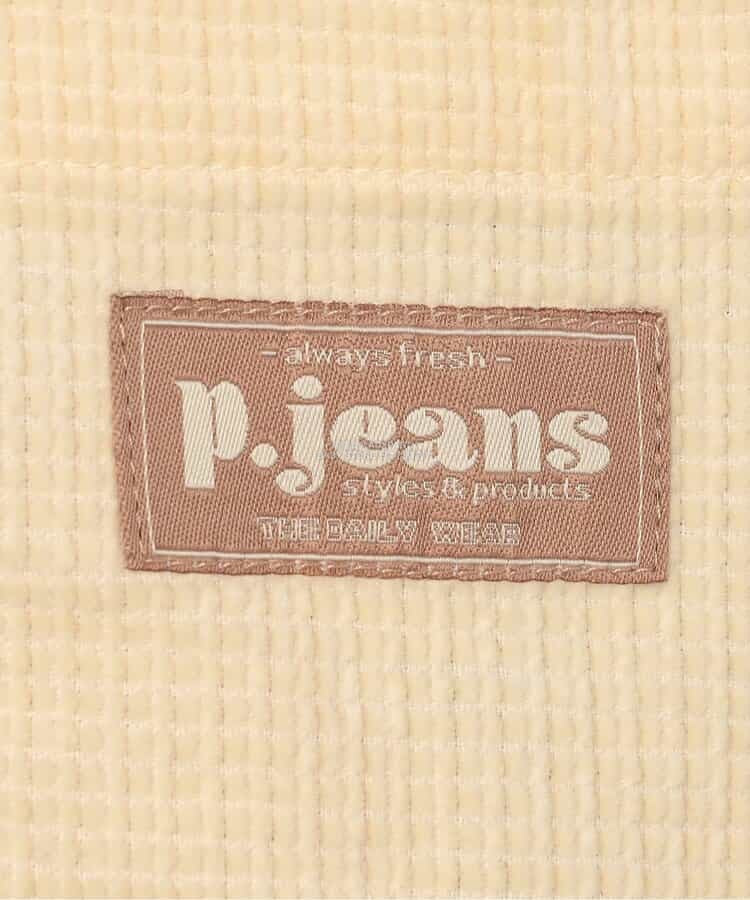 -always fresh-
p.jeans
styles & products
THE DAILY WEAR